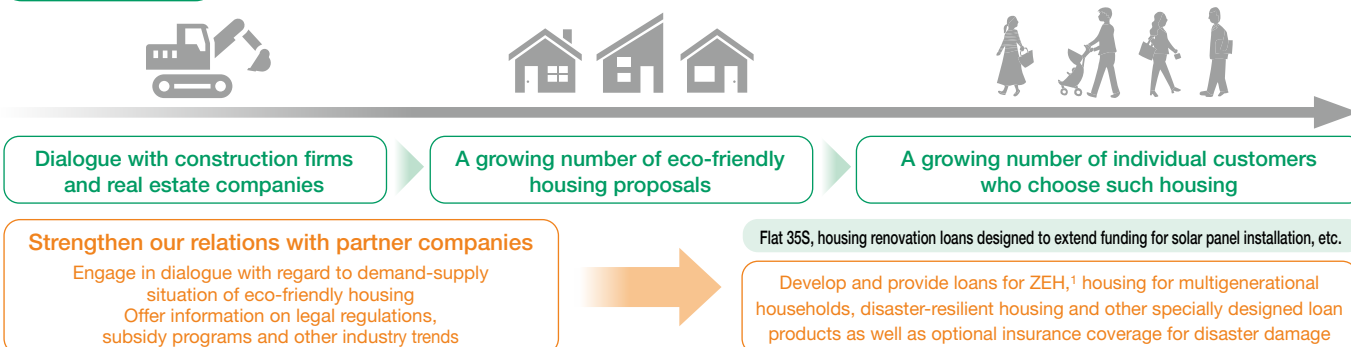 Dialogue with construction firms
and real estate companies
A growing number of eco-friendly
housing proposals
A growing number of individual customers
who choose such housing
Strengthen our relations with partner companies
Engage in dialogue with regard to demand-supply
situation of eco-friendly housing
Offer information on legal regulations,
subsidy programs and other industry trends
Flat 35S, housing renovation loans designed to extend funding for solar panel installation, etc.
Develop and provide loans for ZEH,¹ housing for multigenerational
households, disaster-resilient housing and other specially designed loan
products as well as optional insurance coverage for disaster damage